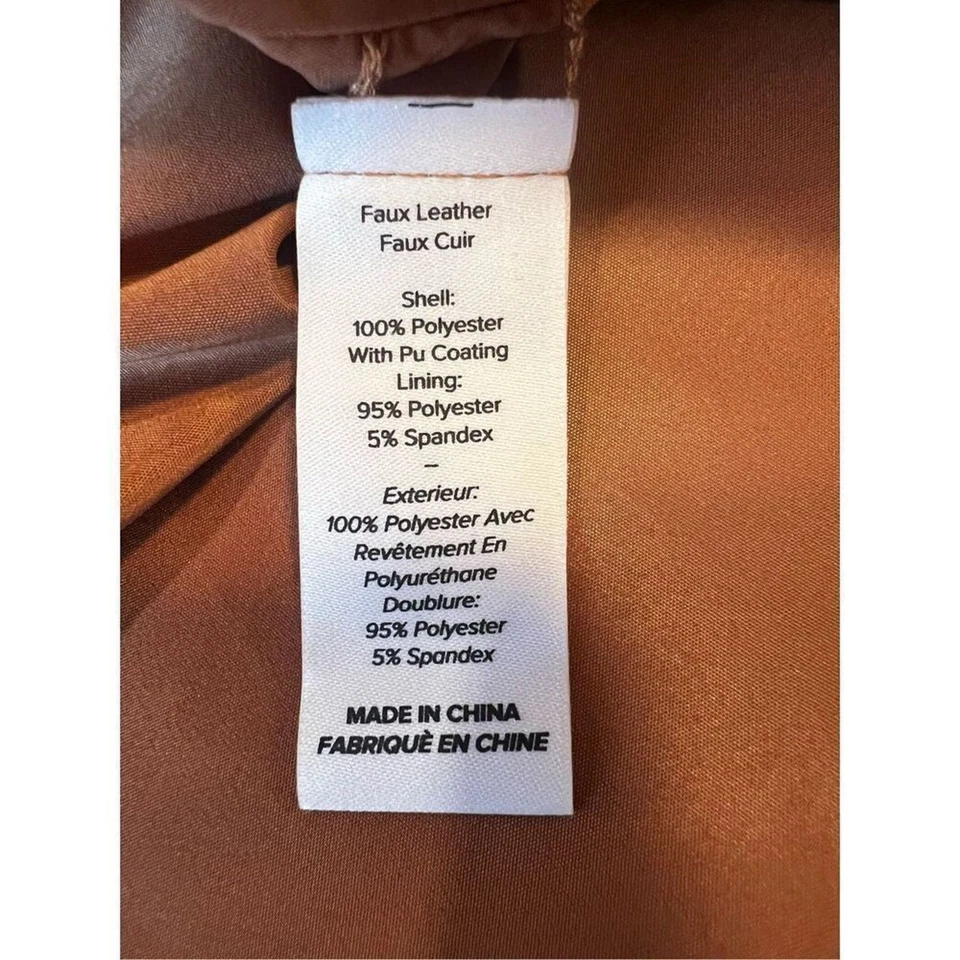 Faux Leather
Faux Cuir
Shell:
100% Polyester
With Pu Coating
Lining:
95% Polyester
5% Spandex
–
Exterieur:
100% Polyester Avec
Revêtement En
Polyuréthane
Doublure:
95% Polyester
5% Spandex
MADE IN CHINA
FABRIQUÈ EN CHINE